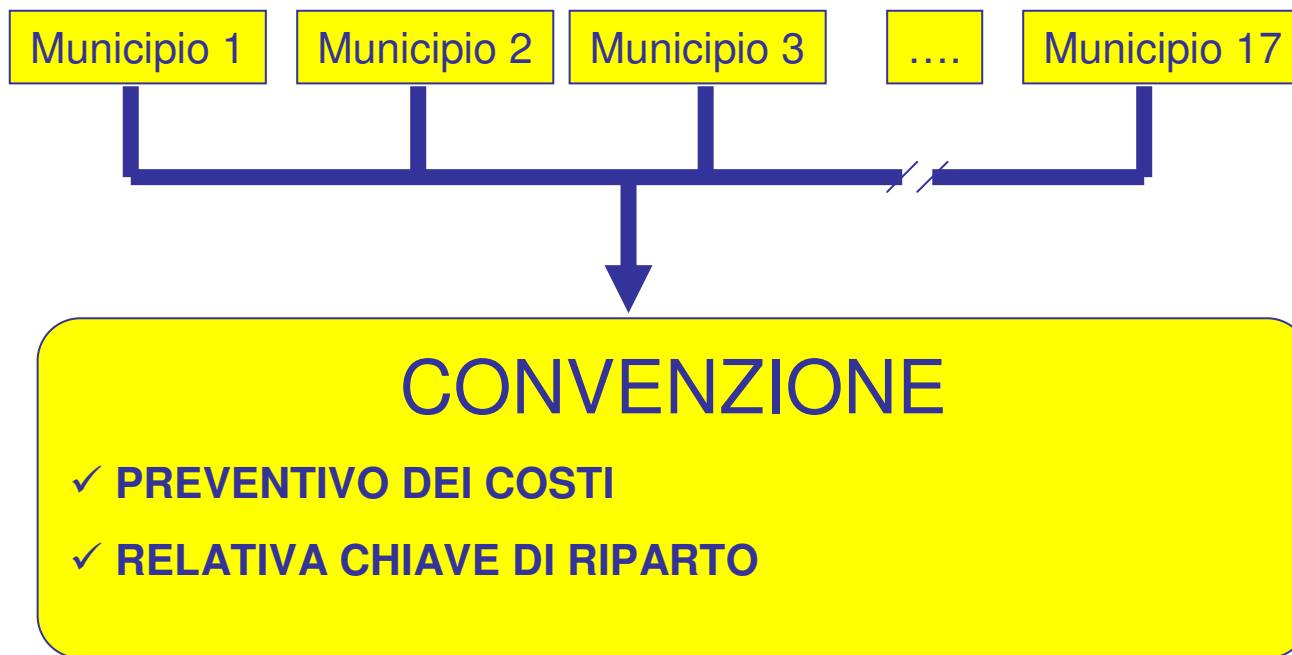 Municipio 1
Municipio 2
Municipio 3
....
Municipio 17
CONVENZIONE
✓ PREVENTIVO DEI COSTI
✓ RELATIVA CHIAVE DI RIPARTO